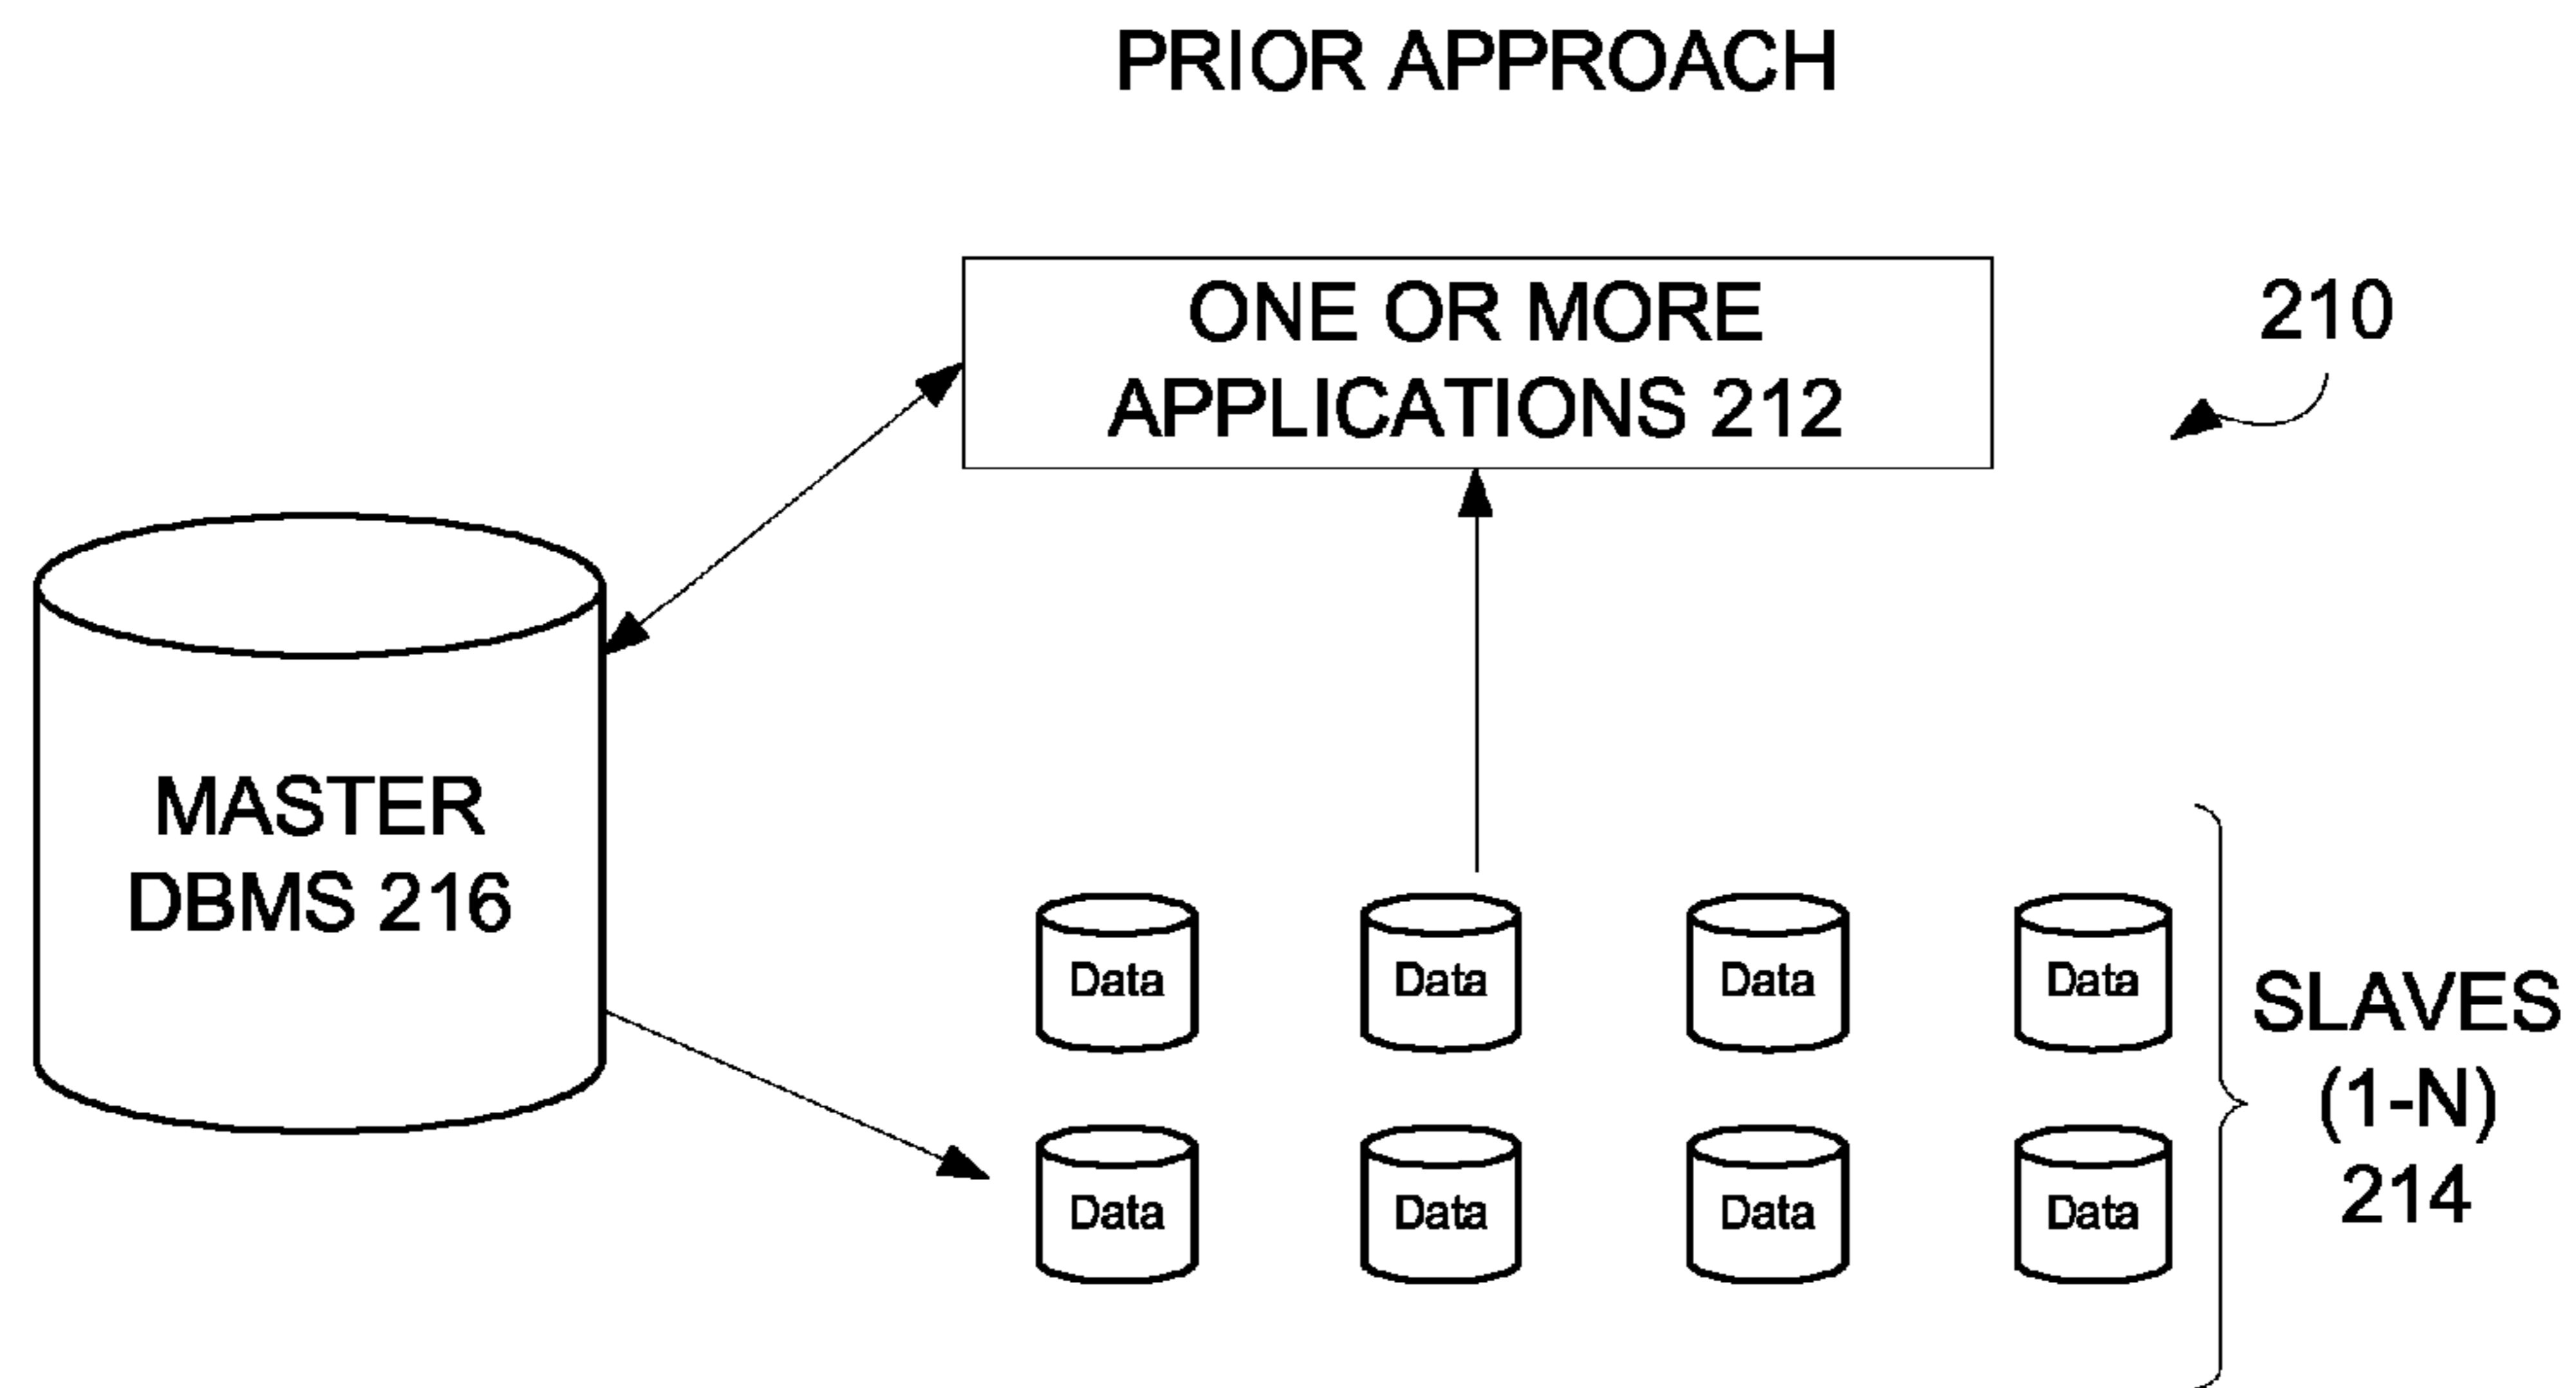 PRIOR APPROACH
ONE OR MORE
APPLICATIONS 212
210
MASTER
DBMS 216
Data
Data
Data
Data
Data
Data
Data
Data
SLAVES
(1-N)
214